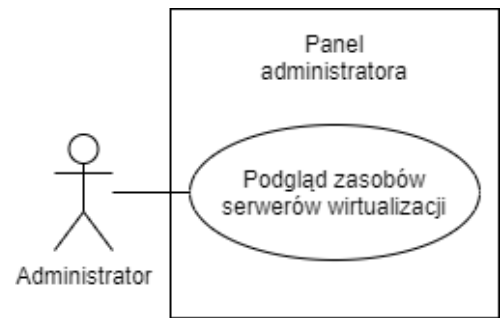 Panel
administratora
Podgląd zasobów
serwerów wirtualizacji
Administrator